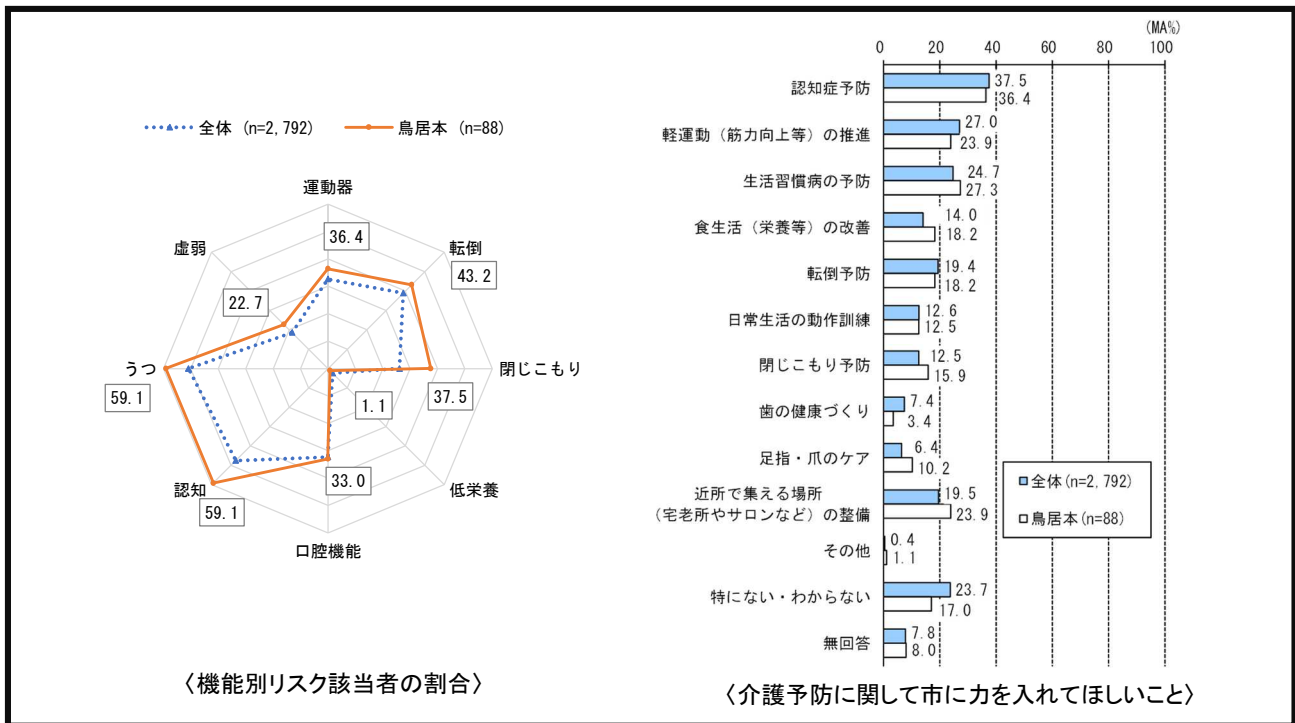 全体 (n=2,792)
鳥居本 (n=88)
運動器
36.4
転倒
43.2
閉じこもり
37.5
低栄養
1.1
口腔機能
33.0
認知
59.1
うつ
59.1
虚弱
22.7
〈機能別リスク該当者の割合〉
(MA%)
0 20 40 60 80 100
認知症予防
37.5
36.4
軽運動（筋力向上等）の推進
27.0
23.9
生活習慣病の予防
24.7
27.3
食生活（栄養等）の改善
14.0
18.2
転倒予防
19.4
18.2
日常生活の動作訓練
12.6
12.5
閉じこもり予防
12.5
15.9
歯の健康づくり
7.4
3.4
足指・爪のケア
6.4
10.2
近所で集える場所
（宅老所やサロンなど）の整備
19.5
23.9
その他
0.4
1.1
特にない・わからない
23.7
17.0
無回答
7.8
8.0
全体(n=2,792)
鳥居本(n=88)
〈介護予防に関して市に力を入れてほしいこと〉